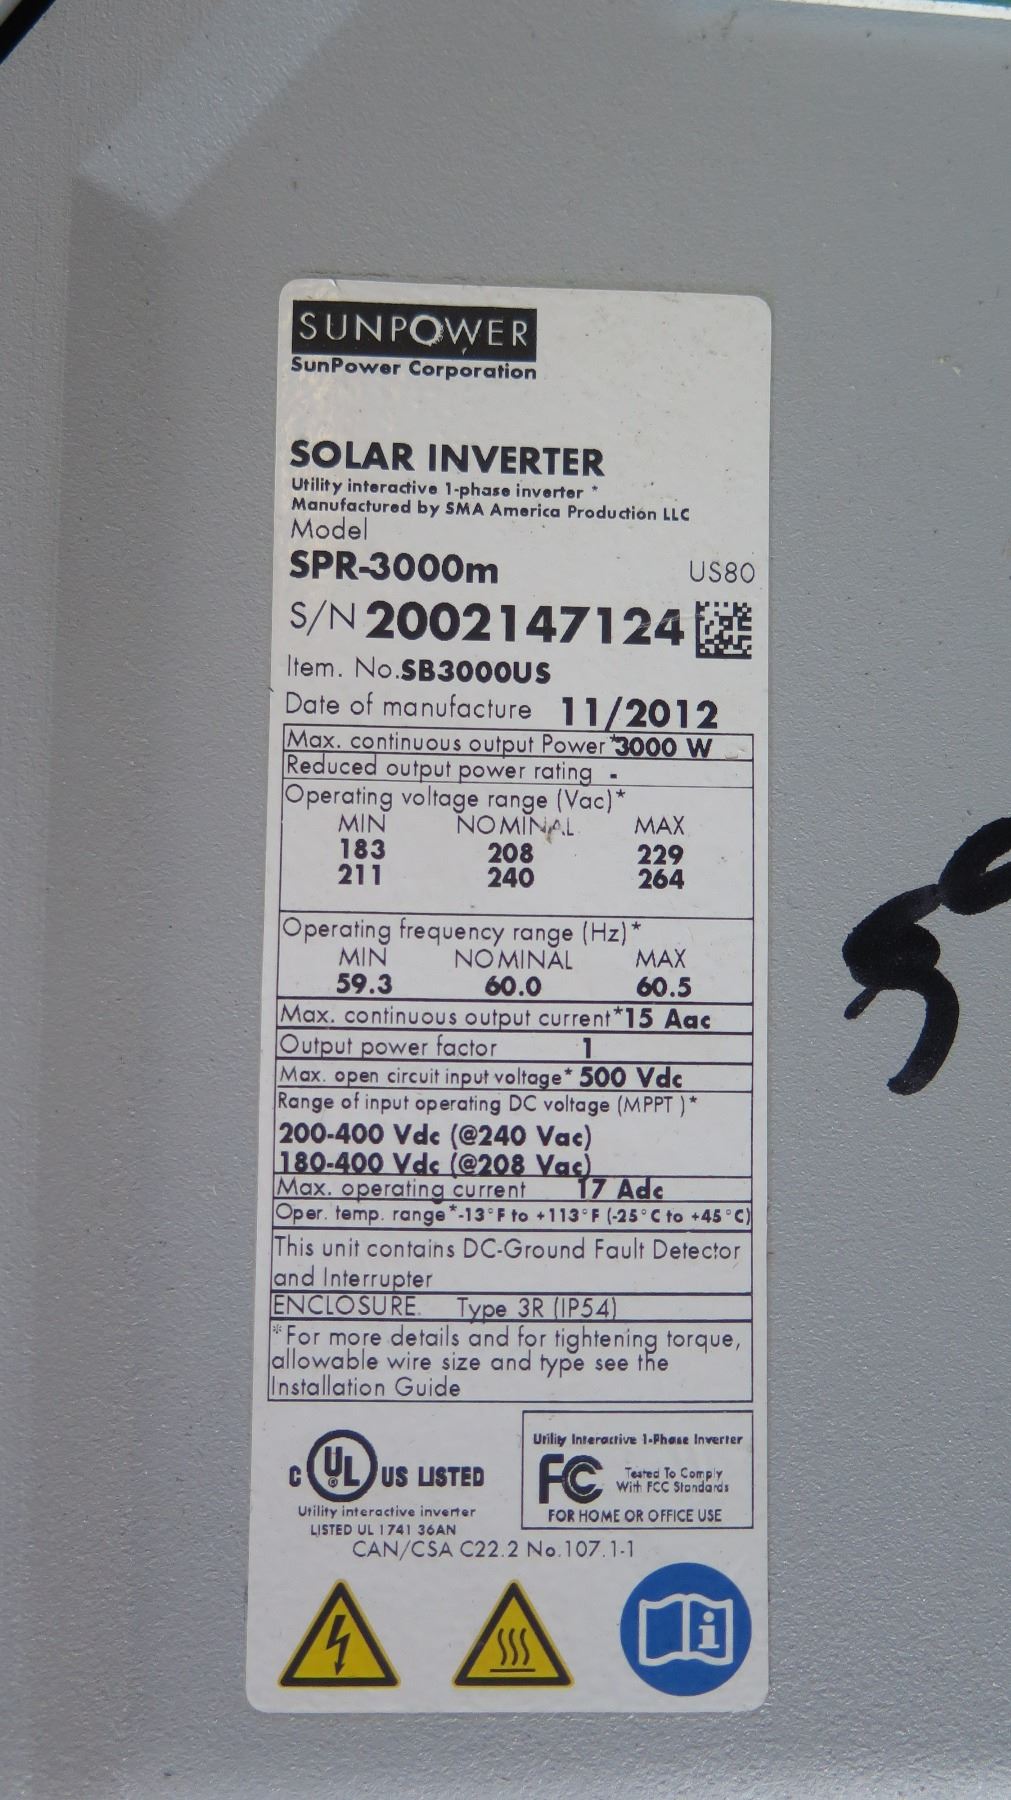 SUNPOWER
SunPower Corporation
SOLAR INVERTER
Utility interactive 1-phase inverter *
Manufactured by SMA America Production LLC
Model
SPR-3000m US80
S/N 2002147124
Item. No.SB3000US
Date of manufacture 11/2012
Max. continuous output Power*3000 W
Reduced output power rating -
Operating voltage range (Vac)*
MIN NOMINAL MAX
183 208 229
211 240 264
Operating frequency range (Hz)*
MIN NOMINAL MAX
59.3 60.0 60.5
Max. continuous output current*15 Aac
Output power factor 1
Max. open circuit input voltage* 500 Vdc
Range of input operating DC voltage (MPPT )*
200-400 Vdc (@240 Vac)
180-400 Vdc (@208 Vac)
Max. operating current 17 Adc
Oper. temp. range*-13°F to +113°F (-25°C to +45°C)
This unit contains DC-Ground Fault Detector
and Interrupter
ENCLOSURE Type 3R (IP54)
*For more details and for tightening torque,
allowable wire size and type see the
Installation Guide
C UL® US LISTED
Utility interactive inverter
LISTED UL 1741 36AN
Utility Interactive 1-Phase Inverter
FC Tested To Comply
With FCC Standards
FOR HOME OR OFFICE USE
CAN/CSA C22.2 No.107.1-1
i